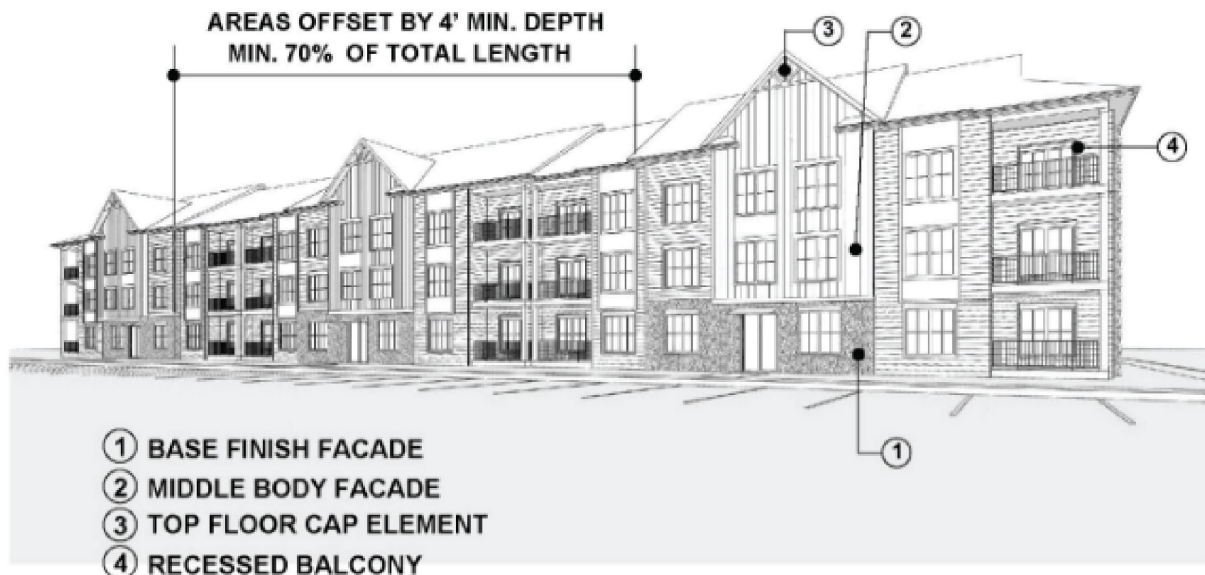 AREAS OFFSET BY 4' MIN. DEPTH
MIN. 70% OF TOTAL LENGTH
3
2
4
1
1 BASE FINISH FACADE
2 MIDDLE BODY FACADE
3 TOP FLOOR CAP ELEMENT
4 RECESSED BALCONY